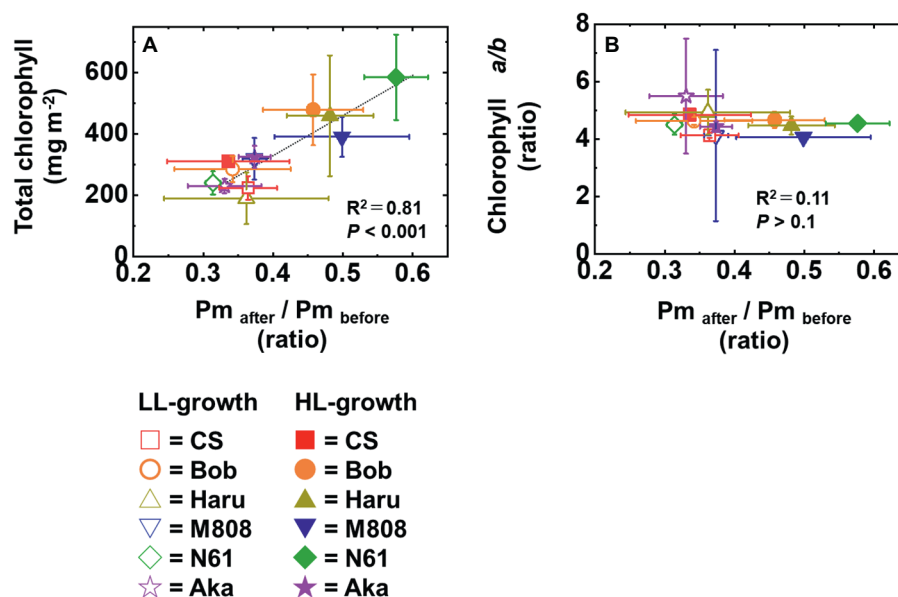 A
Total chlorophyll
(mg m-2)
600
400
200
0
R2 = 0.81
P < 0.001
0.2 0.3 0.4 0.5 0.6
Pm after / Pm before
(ratio)
B
Chlorophyll a/b
(ratio)
8
6
4
2
0
R2 = 0.11
P > 0.1
0.2 0.3 0.4 0.5 0.6
Pm after / Pm before
(ratio)
LL-growth HL-growth
= CS = CS
= Bob = Bob
= Haru = Haru
= M808 = M808
= N61 = N61
= Aka = Aka